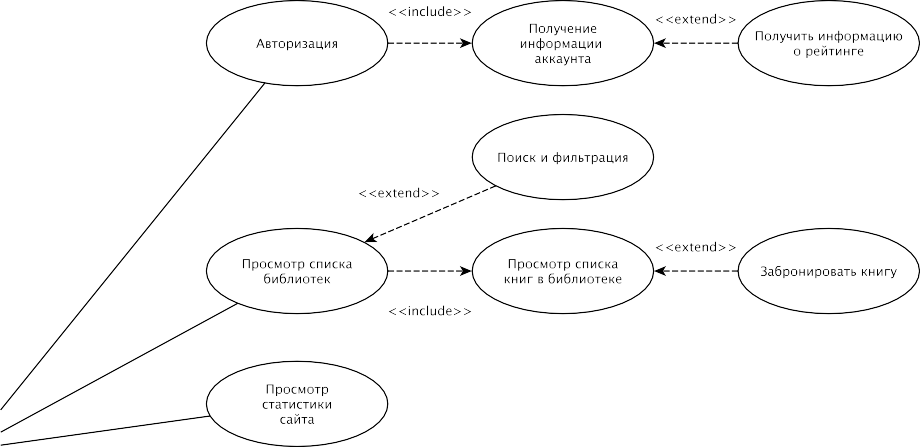 <<include>>
Авторизация
Получение
информации
аккаунта
<<extend>>
Получить информацию
о рейтинге
Поиск и фильтрация
<<extend>>
Просмотр списка
библиотек
<<include>>
Просмотр списка
книг в библиотеке
<<extend>>
Забронировать книгу
Просмотр
статистики
сайта